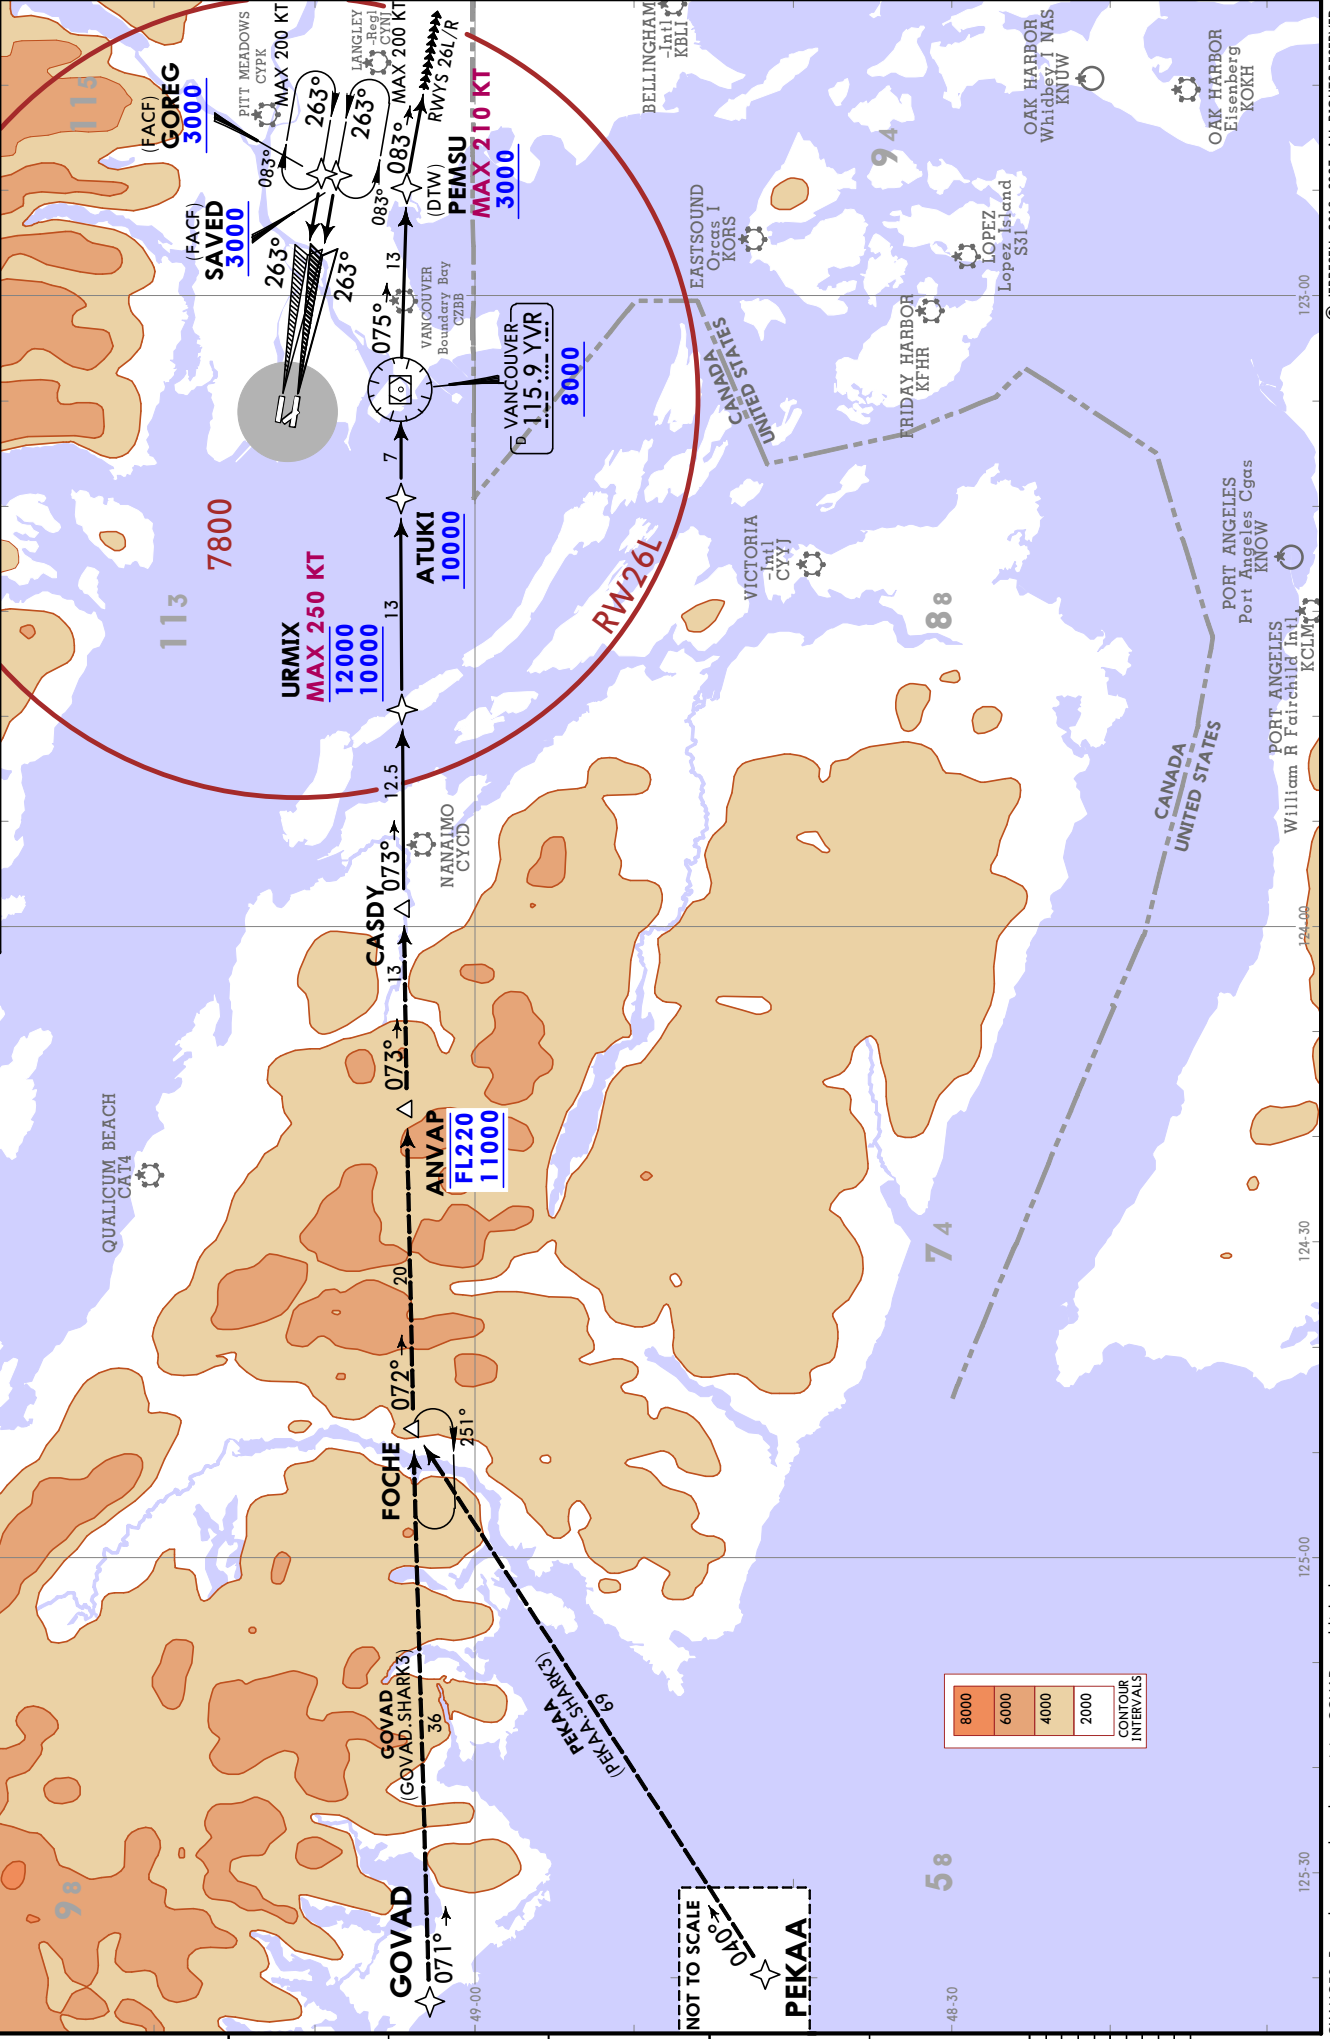 115
PITT MEADOWS
CYPK
MAX 200 KT
LANGLEY
-Regl
CYNJ
MAX 200 KT
RWYS 26L/R
(FACF)
GOREG
3000
083°
263°
263°
083°
083°
(FACF)
SAVED
3000
263°
263°
(DTW)
PEMSU
MAX 210 KT
3000
13
075°
VANCOUVER
Boundary Bay
CZBB
D
VANCOUVER
115.9 YVR
8000
7
ATUKI
10000
13
URMIX
MAX 250 KT
12000
10000
7800
113
RW26L
12.5
073°
NANAIMO
CYCD
CASDY
13
073°
ANVAP
FL220
11000
20
072°
FOCHE
251°
QUALICUM BEACH
CAT4
GOVAD
(GOVAD.SHARK3)
36
PEKAA
(PEKAA.SHARK3)
69
GOVAD
071°
98
NOT TO SCALE
040°
PEKAA
BELLINGHAM
-Intl
KBLI
OAK HARBOR
Whidbey I NAS
KNUW
OAK HARBOR
Eisenberg
KOKH
94
EASTSOUND
Orcas I
KORS
LOPEZ
Lopez Island
S31
FRIDAY HARBOR
KFHR
CANADA
UNITED STATES
VICTORIA
-Intl
CYYJ
88
PORT ANGELES
Port Angeles Cgas
KNOW
PORT ANGELES
William R Fairchild Intl
KCLM
CANADA
UNITED STATES
74
58
8000
6000
4000
2000
CONTOUR
INTERVALS
123-00
124-00
124-30
125-00
125-30
49-00
48-30